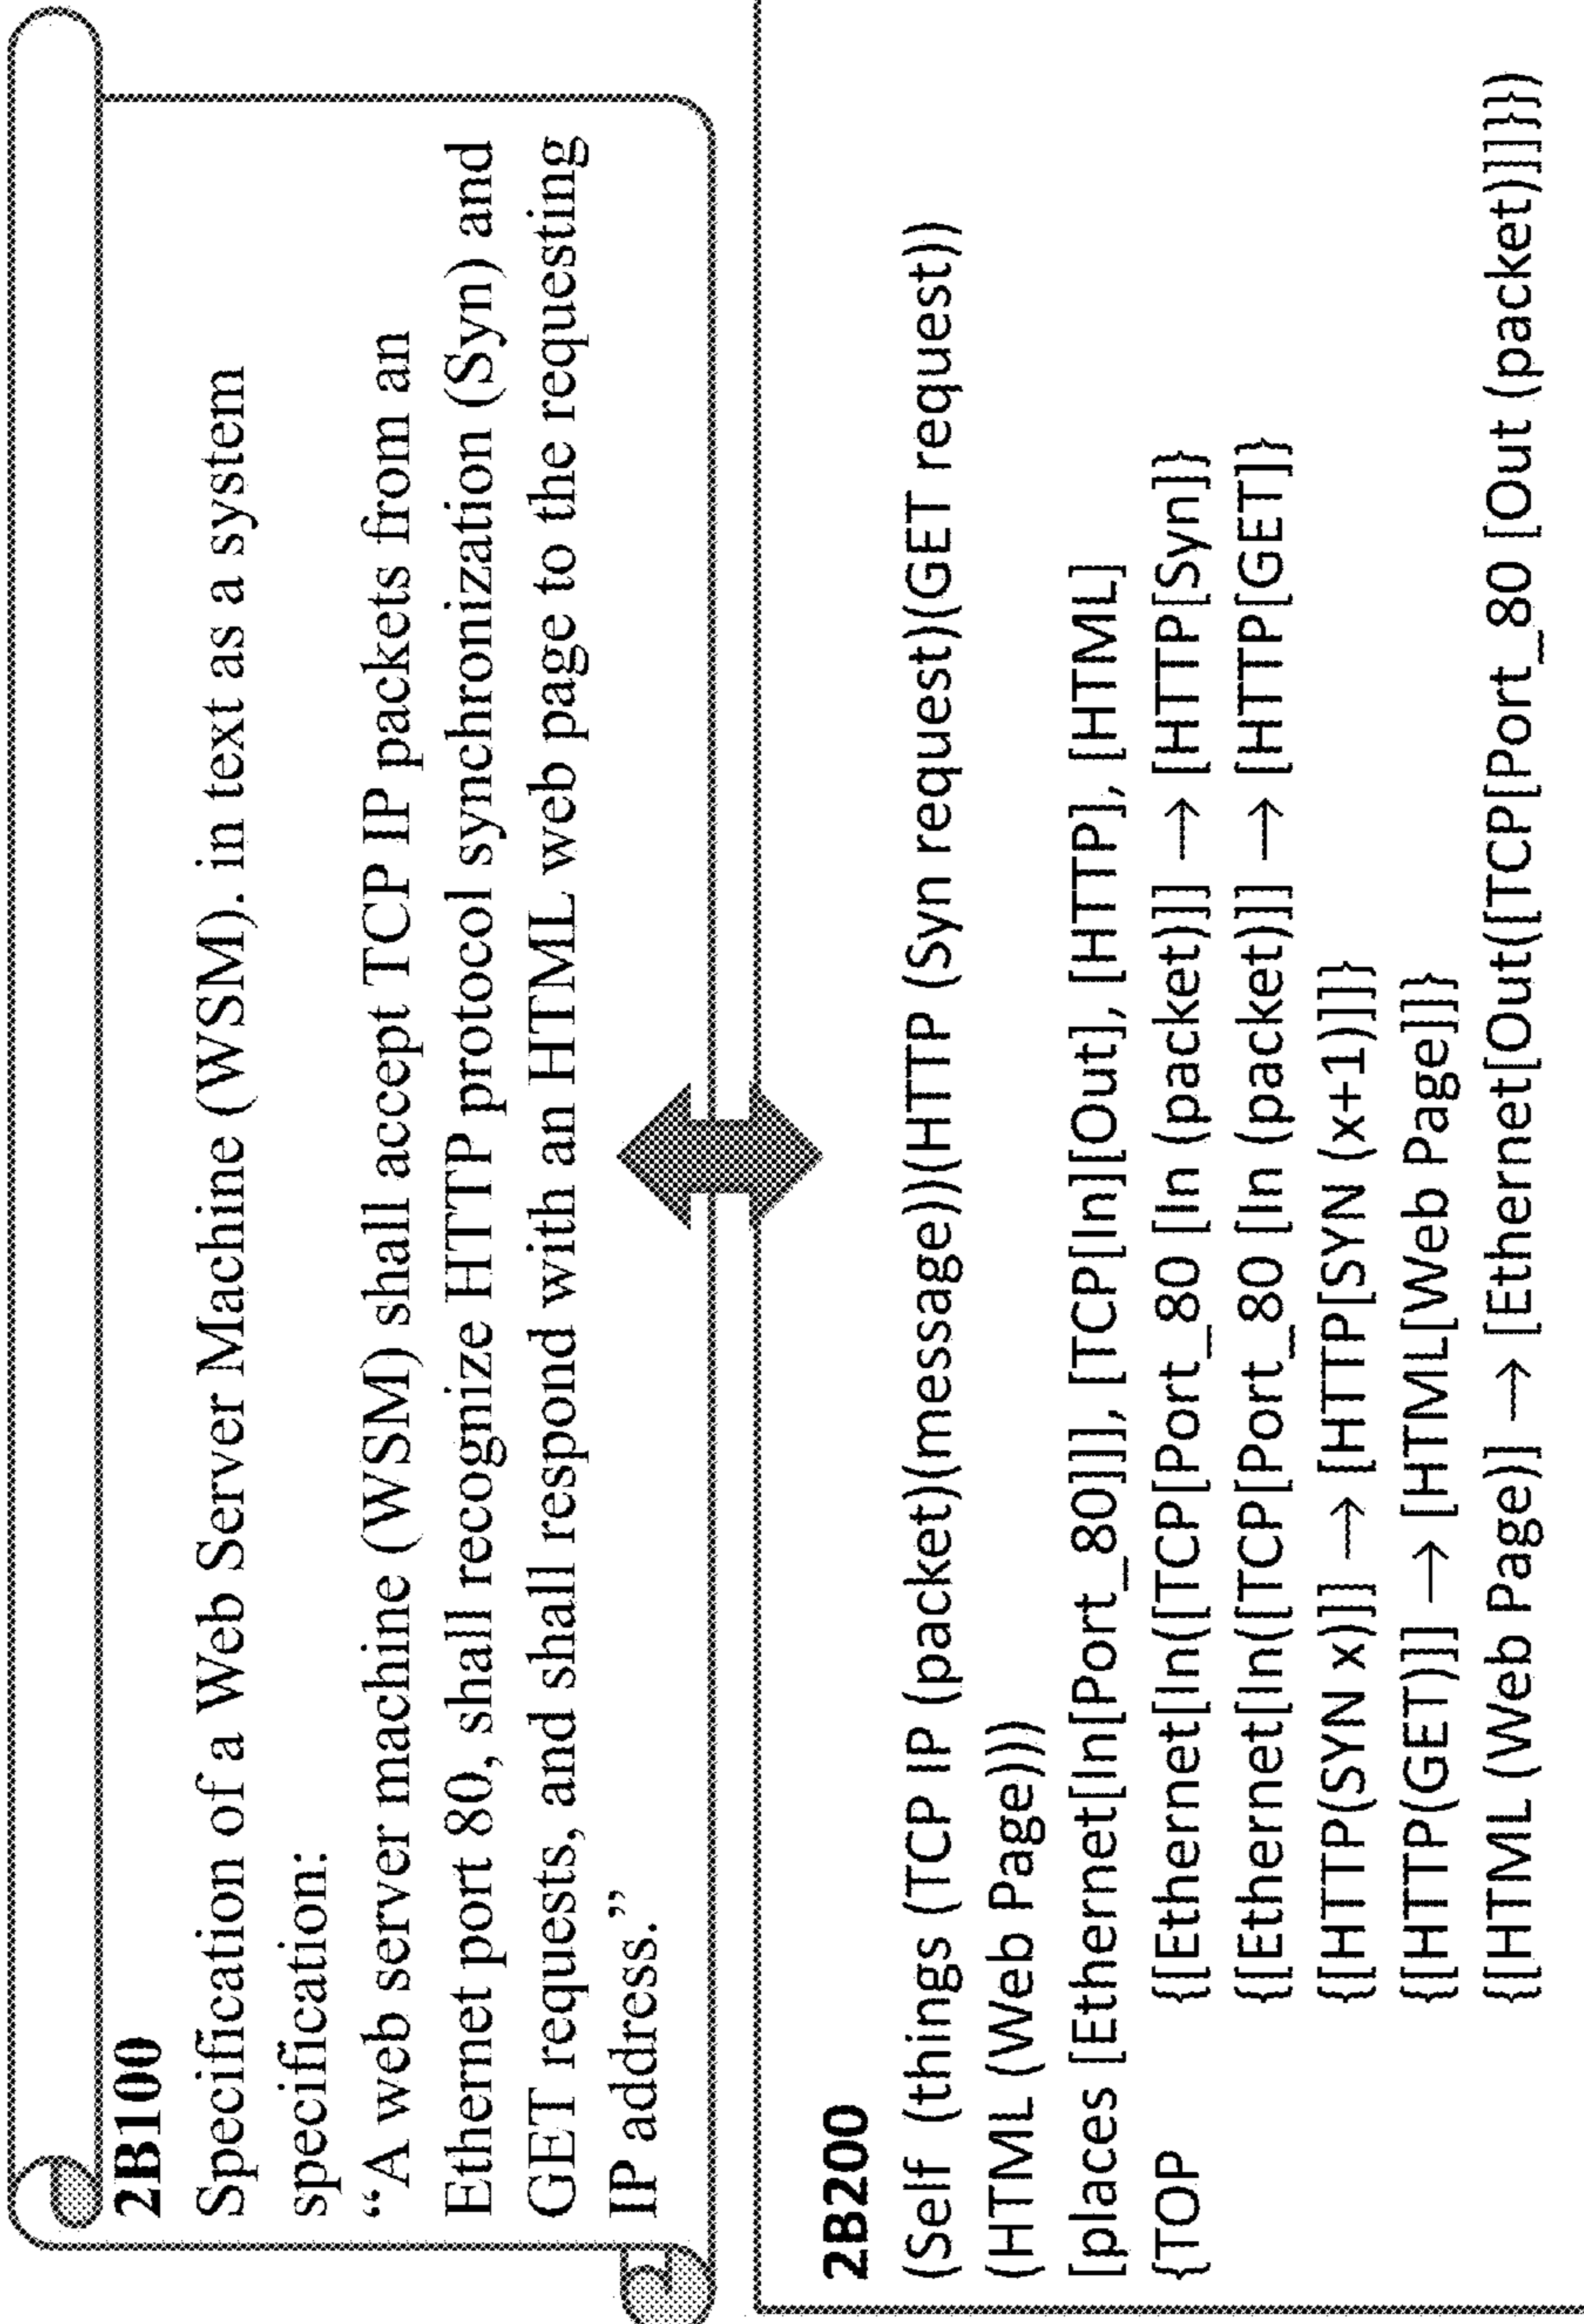 2B100
Specification of a Web Server Machine (WSM). in text as a system
specification:
“A web server machine (WSM) shall accept TCP IP packets from an
Ethernet port 80, shall recognize HTTP protocol synchronization (Syn) and
GET requests, and shall respond with an HTML web page to the requesting
IP address.”
2B200
(Self (things (TCP IP (packet)(message))(HTTP (Syn request)(GET request))
(HTML (Web Page)))
[places [Ethernet[In[Port_80]]], [TCP[In][Out], [HTTP], [HTML]
{TOP {[Ethernet[In([TCP[Port_80 [In (packet)]]] → [HTTP[Syn]]}
{[Ethernet[In([TCP[Port_80 [In (packet)]]] → [HTTP[GET]]}
{[HTTP(SYN x)]] → [HTTP[SYN (x+1)]]}
{[HTTP(GET)]] → [HTML[Web Page]]}
{[HTML (Web Page)] → [Ethernet[Out([TCP[Port_80 [Out (packet)]]]}})